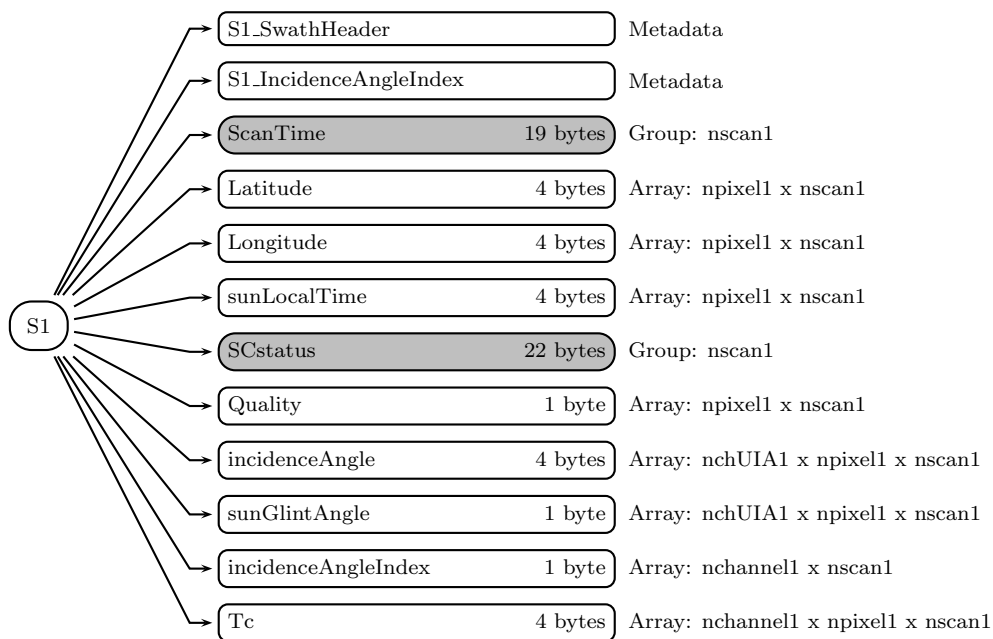 S1_SwathHeader Metadata
S1_IncidenceAngleIndex Metadata
ScanTime 19 bytes Group: nscan1
Latitude 4 bytes Array: npixel1 x nscan1
Longitude 4 bytes Array: npixel1 x nscan1
sunLocalTime 4 bytes Array: npixel1 x nscan1
S1
SCstatus 22 bytes Group: nscan1
Quality 1 byte Array: npixel1 x nscan1
incidenceAngle 4 bytes Array: nchUIA1 x npixel1 x nscan1
sunGlintAngle 1 byte Array: nchUIA1 x npixel1 x nscan1
incidenceAngleIndex 1 byte Array: nchannel1 x nscan1
Tc 4 bytes Array: nchannel1 x npixel1 x nscan1